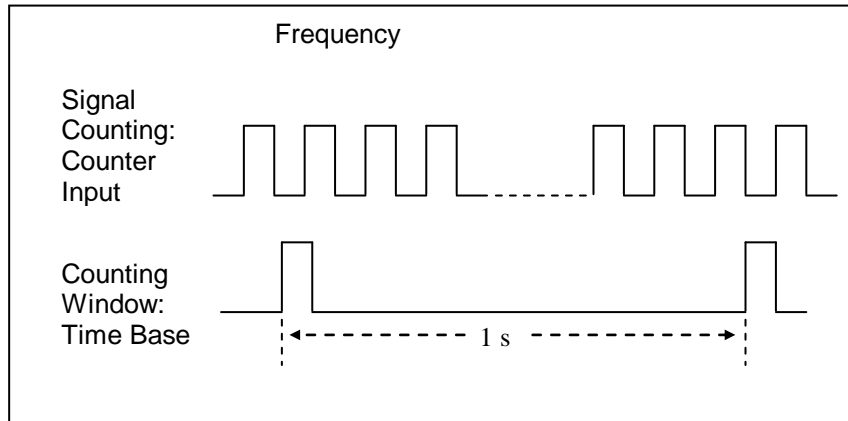 Frequency
Signal
Counting:
Counter
Input
Counting
Window:
Time Base
1 s